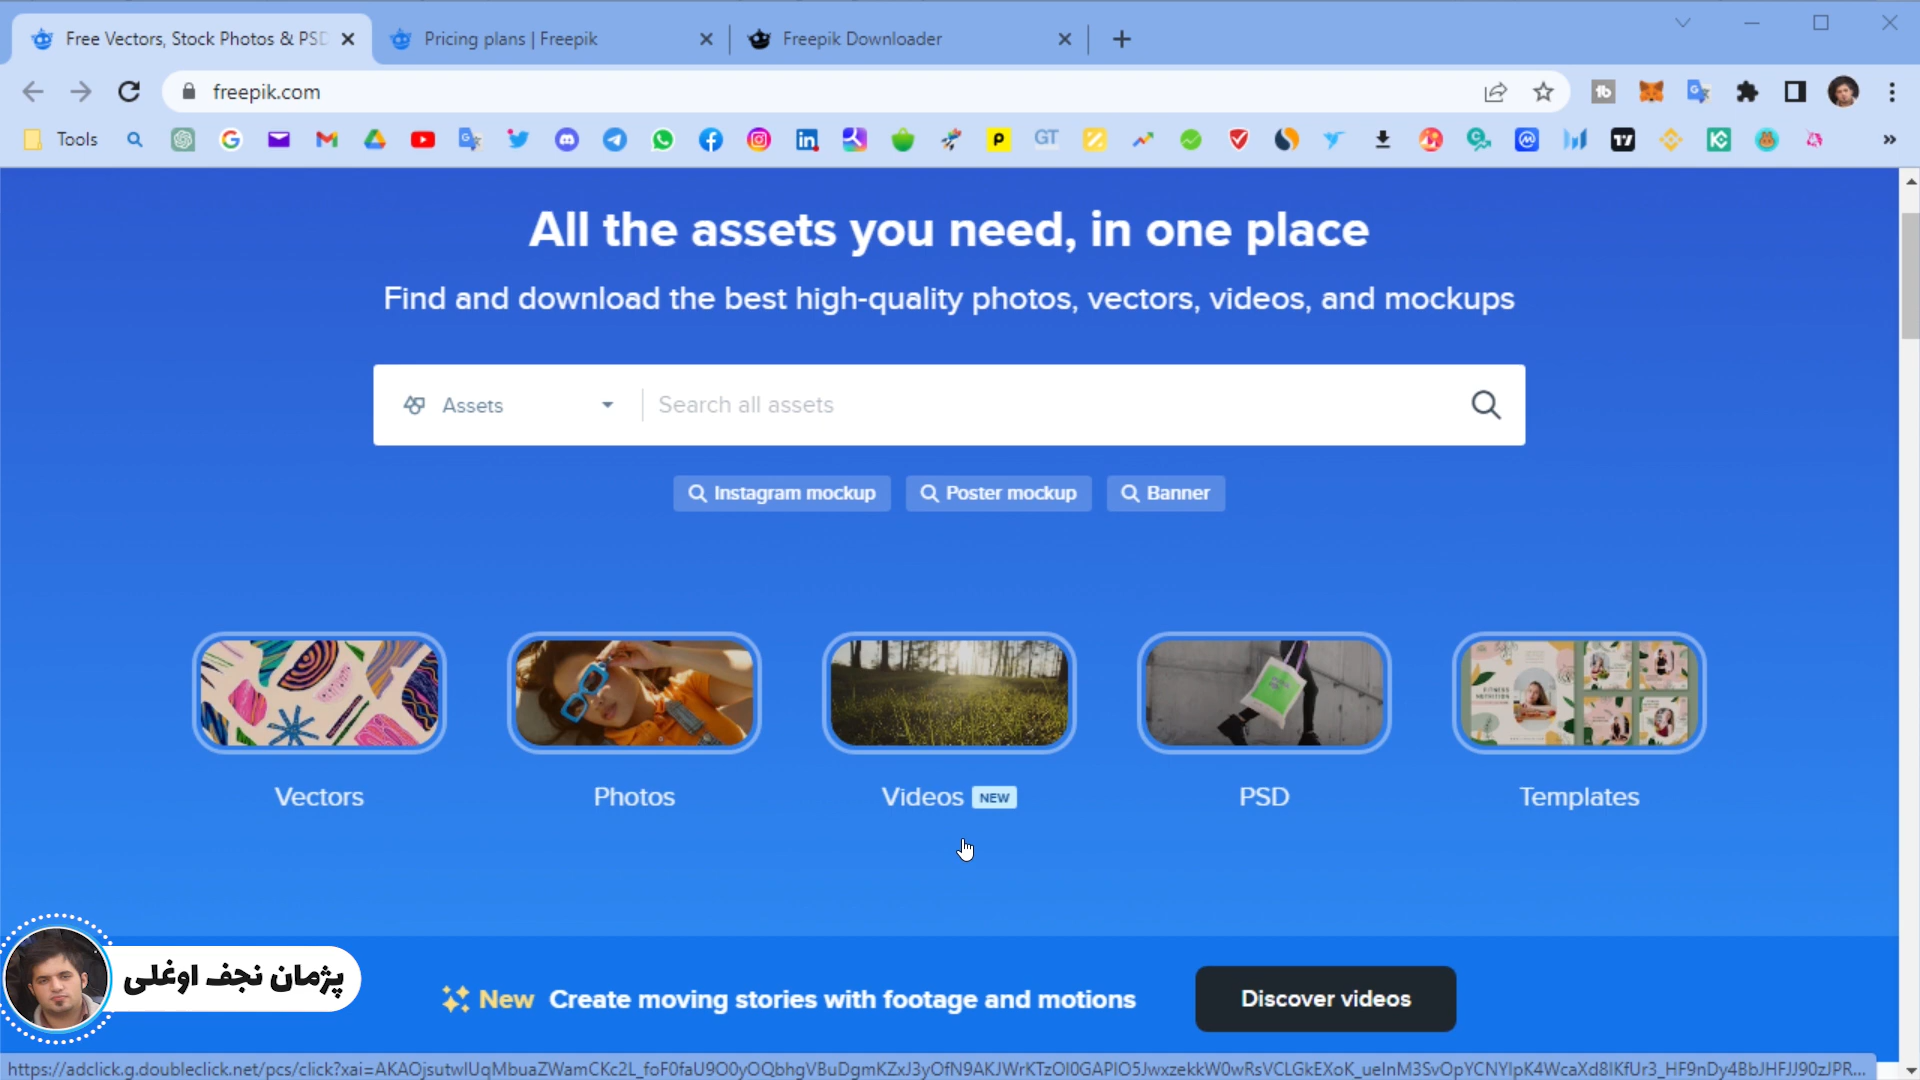 Free Vectors, Stock Photos & PSD
Pricing plans | Freepik
Freepik Downloader
freepik.com
Tools
GT
All the assets you need, in one place
Find and download the best high-quality photos, vectors, videos, and mockups
Assets
Search all assets
Instagram mockup
Poster mockup
Banner
FITNESS
NUTRITION
Vectors
Photos
Videos NEW
PSD
Templates
پژمان نجف اوغلی
New Create moving stories with footage and motions
Discover videos